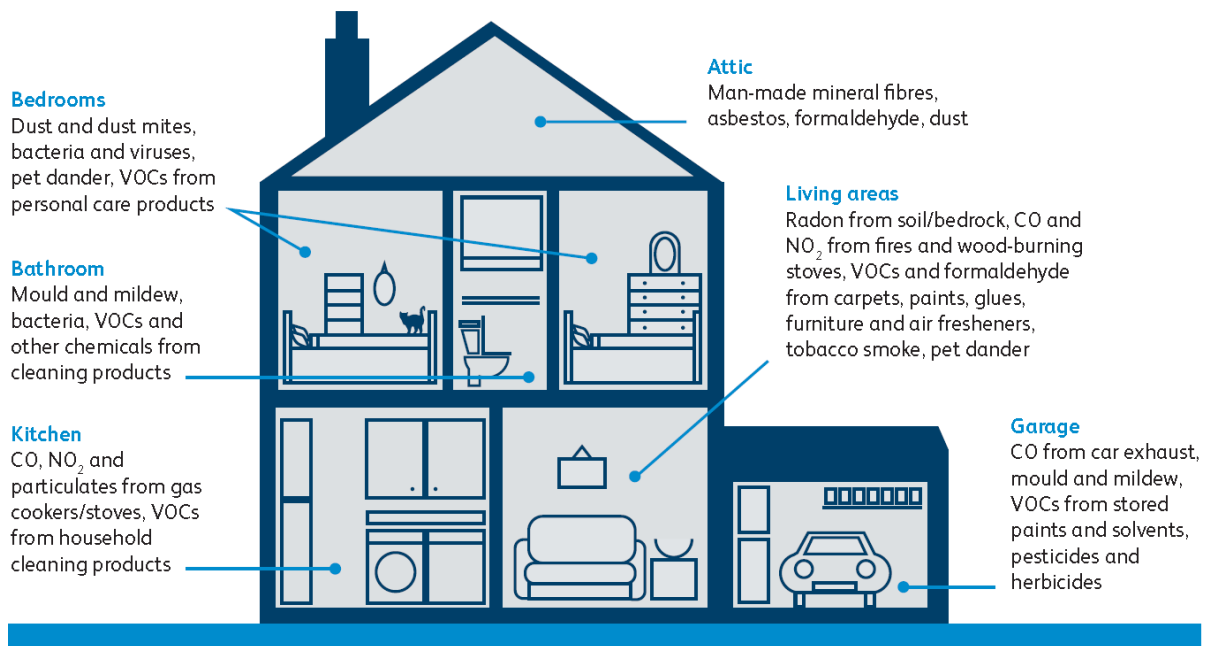 Bedrooms
Dust and dust mites,
bacteria and viruses,
pet dander, VOCs from
personal care products
Bathroom
Mould and mildew,
bacteria, VOCs and
other chemicals from
cleaning products
Kitchen
CO, NO₂ and
particulates from gas
cookers/stoves, VOCs
from household
cleaning products
Attic
Man-made mineral fibres,
asbestos, formaldehyde, dust
Living areas
Radon from soil/bedrock, CO and
NO₂ from fires and wood-burning
stoves, VOCs and formaldehyde
from carpets, paints, glues,
furniture and air fresheners,
tobacco smoke, pet dander
Garage
CO from car exhaust,
mould and mildew,
VOCs from stored
paints and solvents,
pesticides and
herbicides